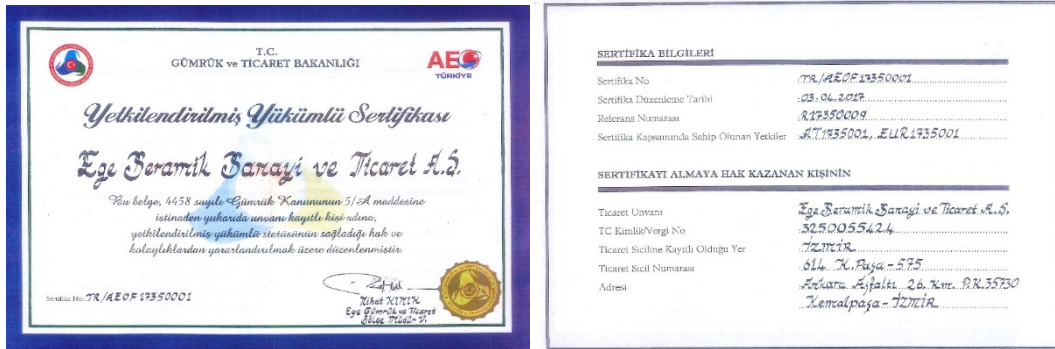 T.C.
GÜMRÜK ve TİCARET BAKANLIĞI
AEO
TÜRKİYE
Yetkilendirilmiş Yükümlü Sertifikası
Ege Seramik Sanayi ve Ticaret A.Ş.
Bu belge, 4458 sayılı Gümrük Kanununun 5/A maddesine
istinaden yukarıda unvanı kayıtlı kişi adına,
yetkilendirilmiş yükümlü statüsünün sağladığı hak ve
kolaylıklardan yararlandırılmak üzere düzenlenmiştir.
Sertifika No: TR/AEOF17350001
Nihat KINIK
Ege Gümrük ve Ticaret
Bölge Müdür V.
SERTİFİKA BİLGİLERİ
Sertifika No TR/AEOF17350001
Sertifika Düzenleme Tarihi 03.04.2017
Referans Numarası R17350009
Sertifika Kapsamında Sahip Olunan Yetkiler AT1735001, EUR1735001
SERTİFİKAYI ALMAYA HAK KAZANAN KİŞİNİN
Ticaret Unvanı Ege Seramik Sanayi ve Ticaret A.Ş.
TC Kimlik/Vergi No 3250055424
Ticaret Siciline Kayıtlı Olduğu Yer İZMİR
Ticaret Sicil Numarası 614 K.Paşa-575
Adresi Ankara Asfaltı 26. Km. P.K.35730
Kemalpaşa-İZMİR